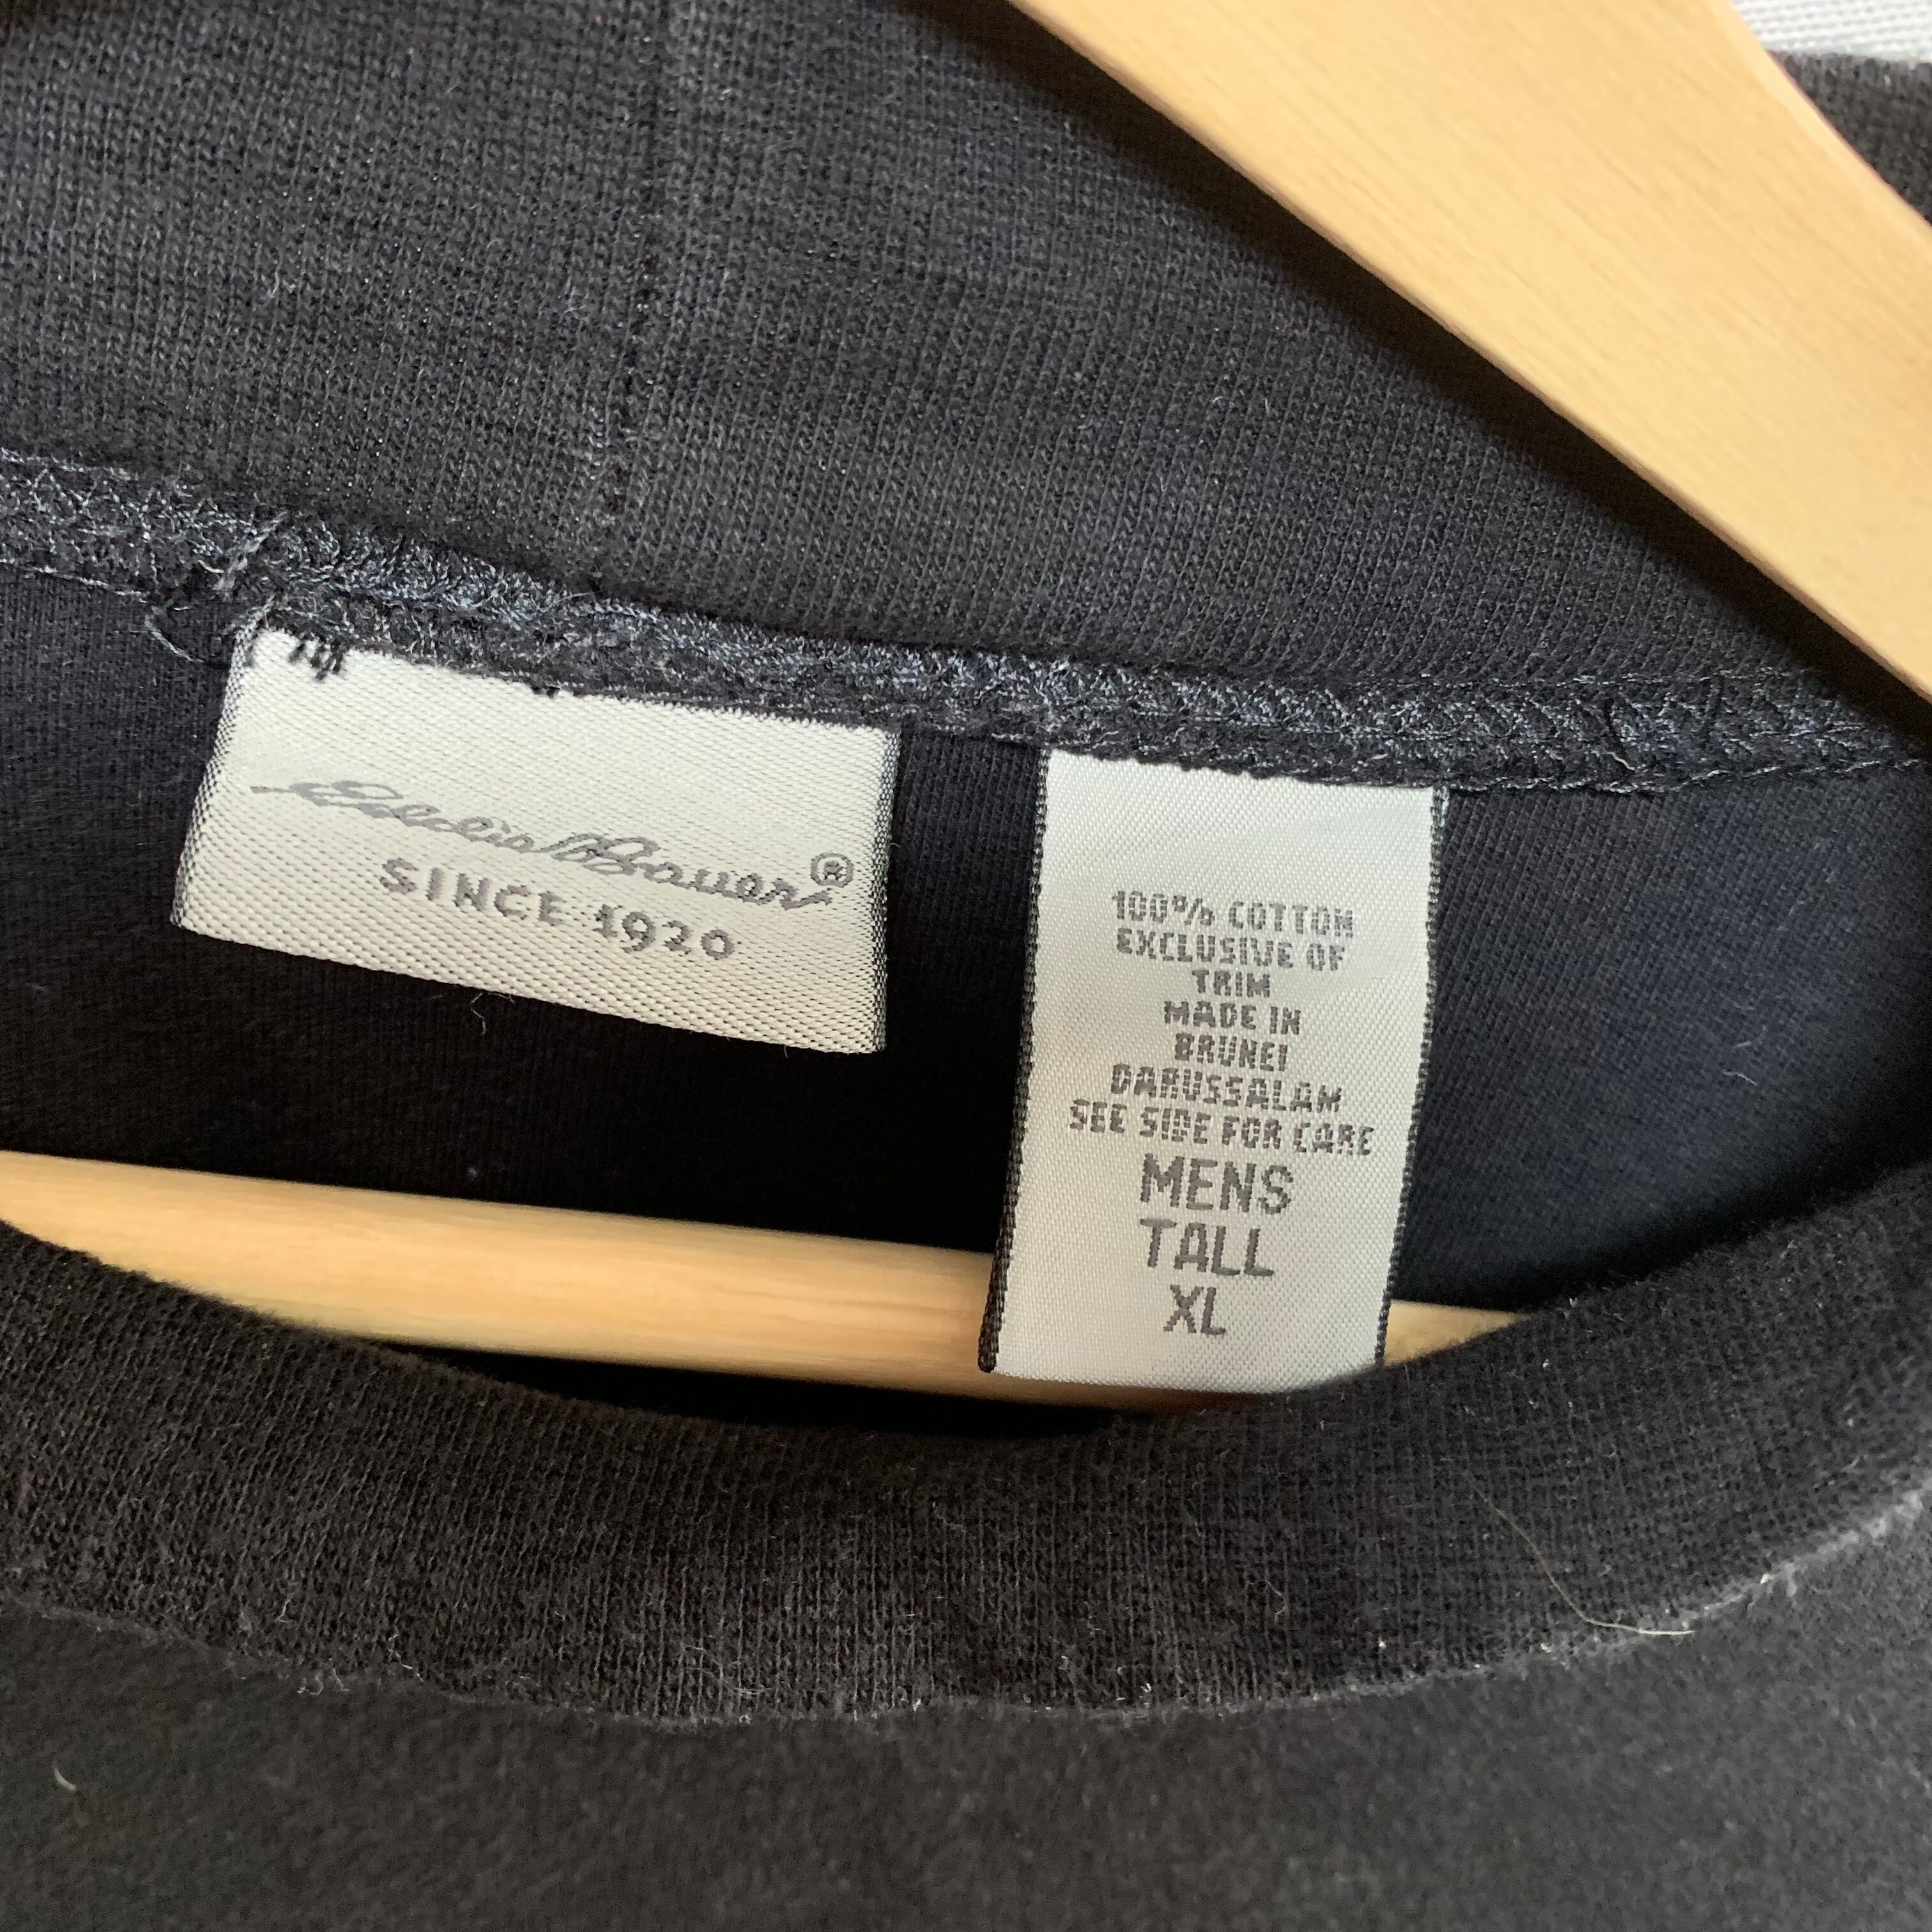 Eddie Bauer®
SINCE 1920
100% COTTON
EXCLUSIVE OF
TRIM
MADE IN
BRUNEI
DARUSSALAM
SEE SIDE FOR CARE
MENS
TALL
XL